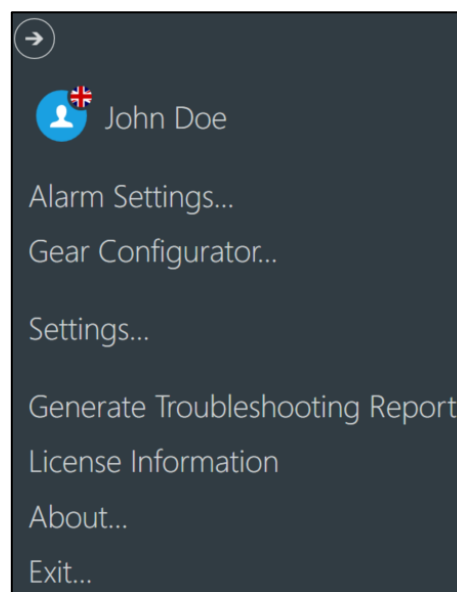 John Doe
Alarm Settings...
Gear Configurator...
Settings...
Generate Troubleshooting Report
License Information
About...
Exit...